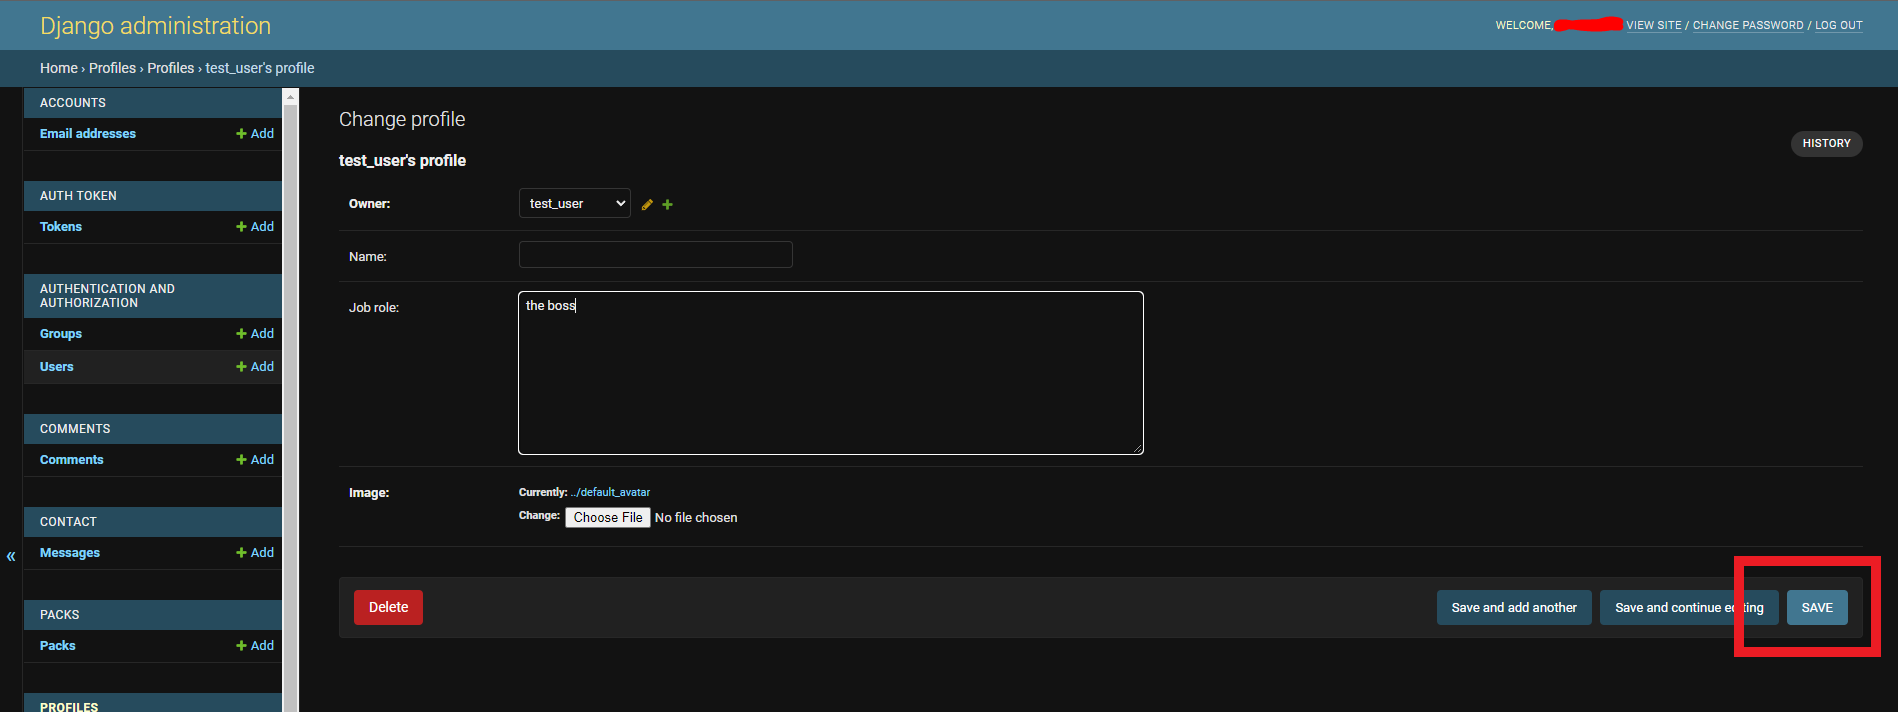 Django administration
WELCOME, VIEW SITE / CHANGE PASSWORD / LOG OUT
Home › Profiles › Profiles › test_user's profile
ACCOUNTS
Email addresses
Add
AUTH TOKEN
Tokens
Add
AUTHENTICATION AND
AUTHORIZATION
Groups
Add
Users
Add
COMMENTS
Comments
Add
CONTACT
Messages
Add
PACKS
Packs
Add
PROFILES
«
Change profile
HISTORY
test_user's profile
Owner:
test_user
Name:
Job role:
the boss
Image:
Currently: ../default_avatar
Change: Choose File No file chosen
Delete
Save and add another
Save and continue editing
SAVE